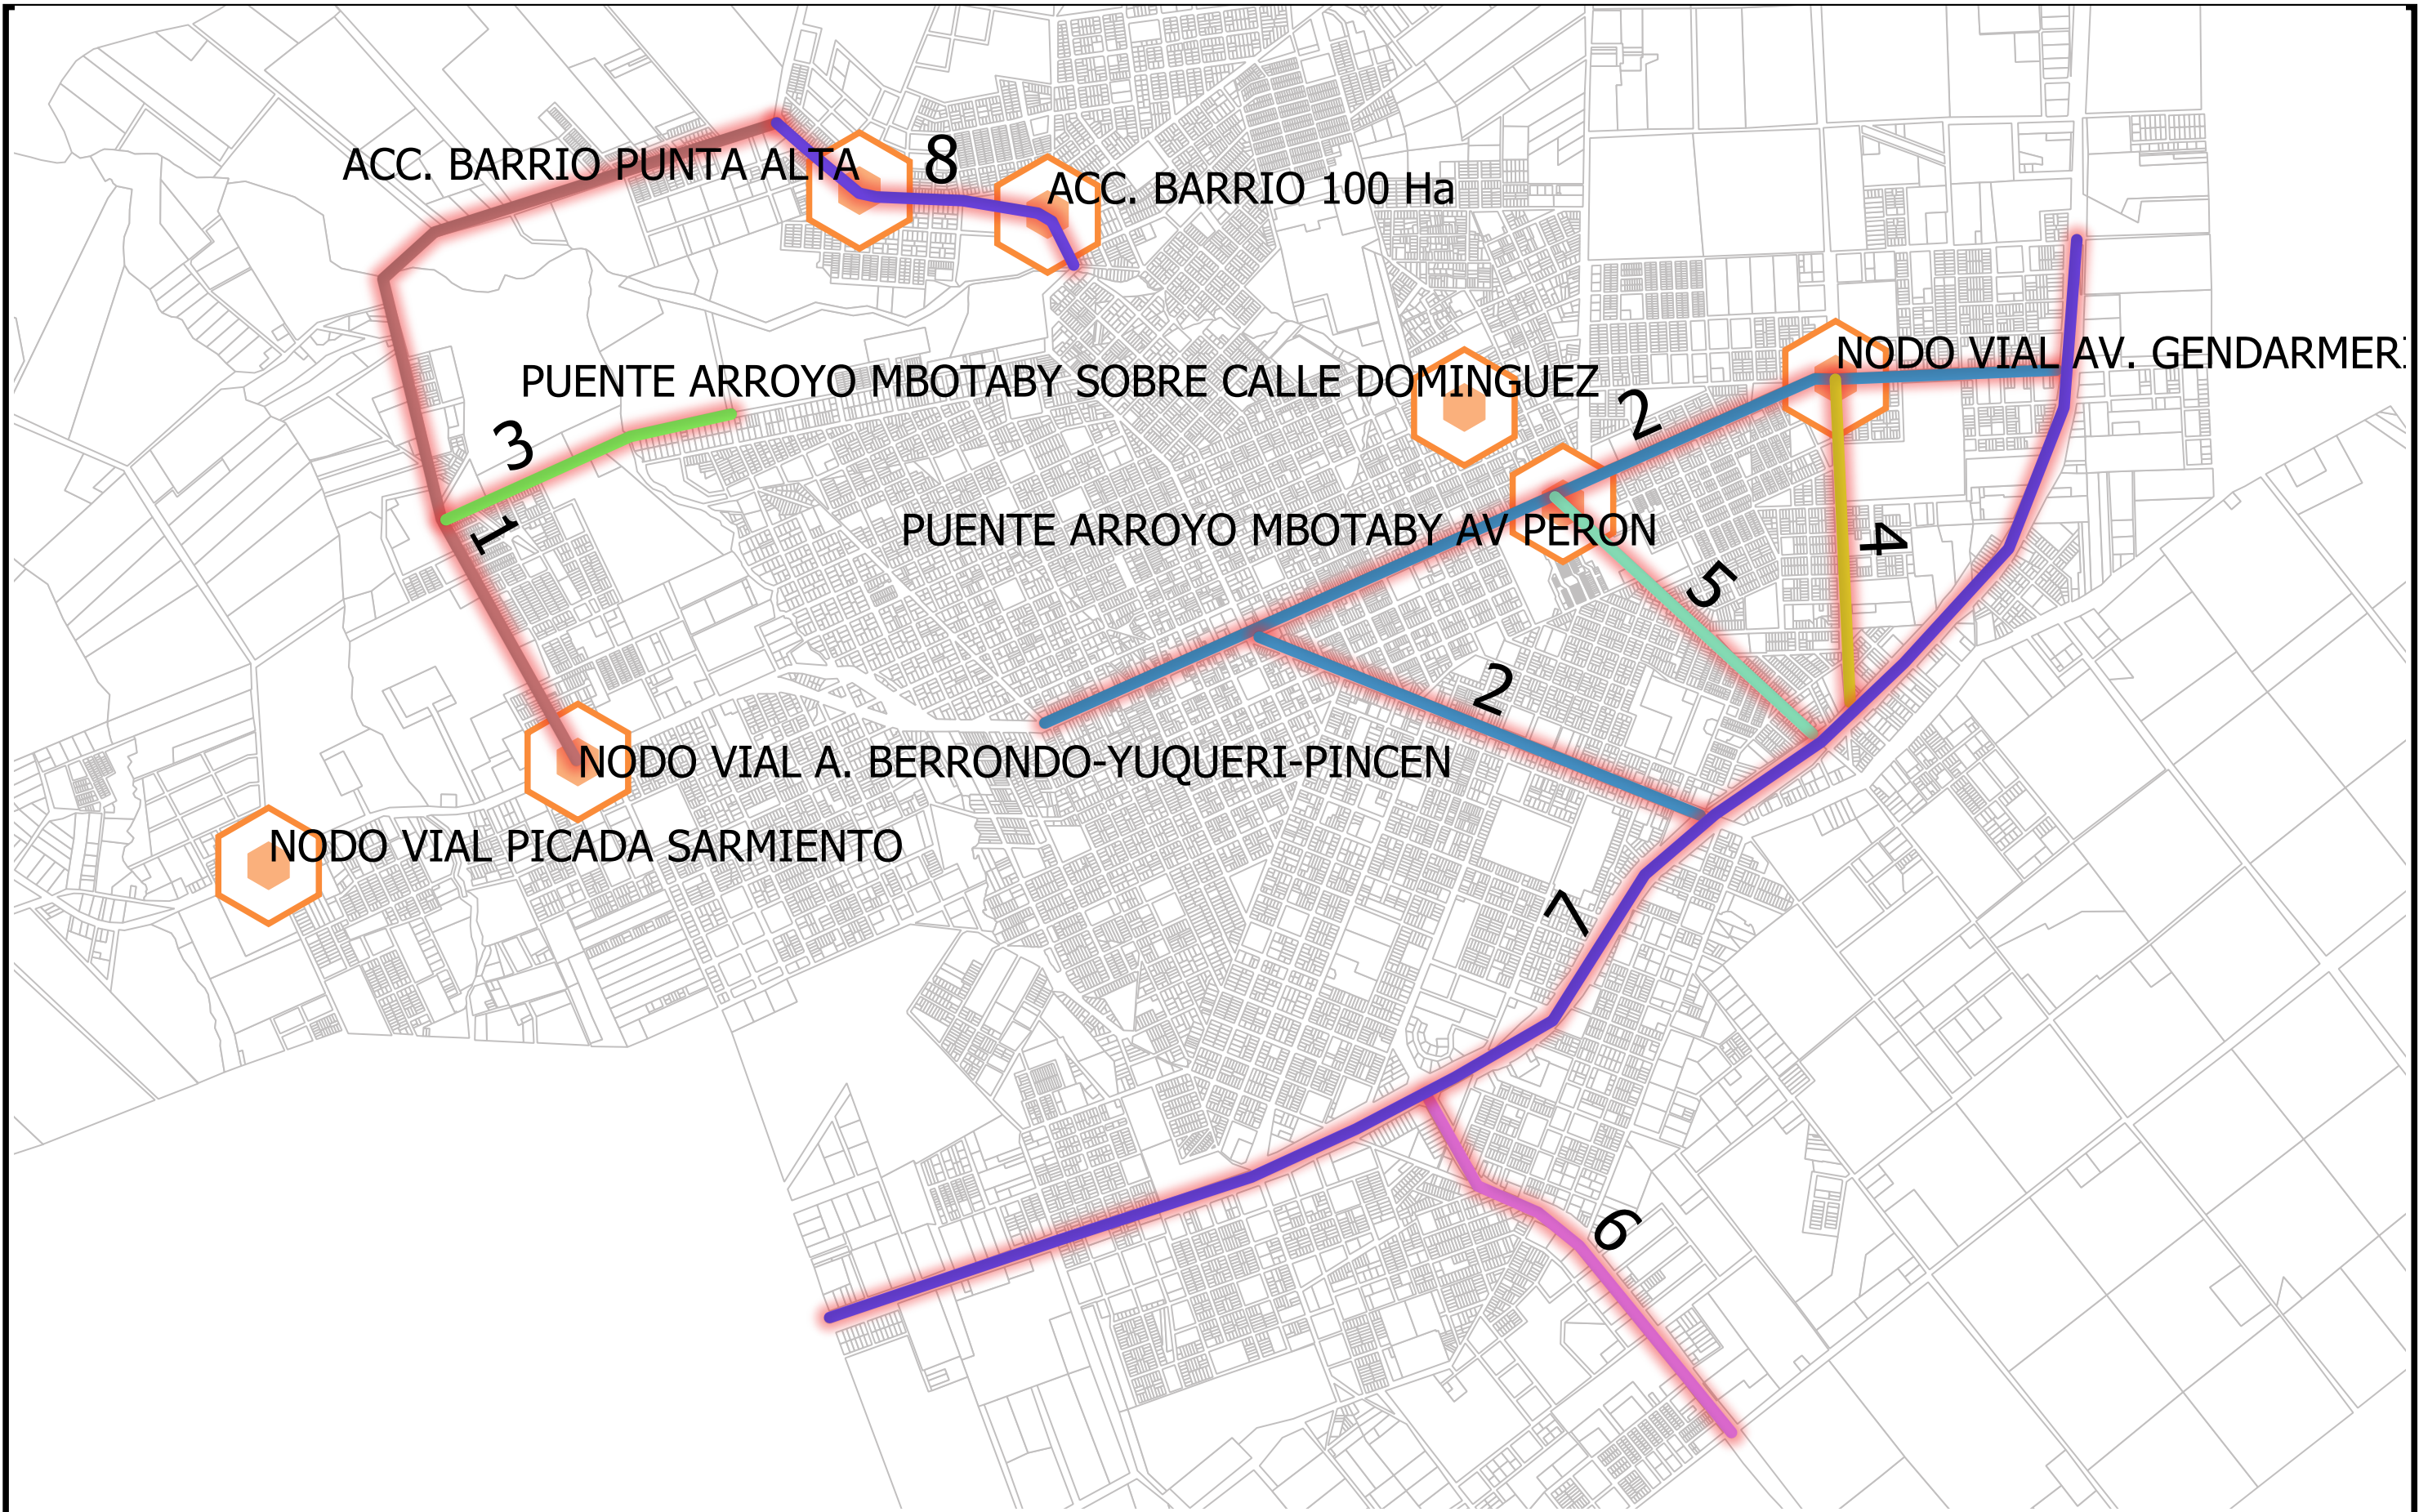 8
ACC. BARRIO PUNTA ALTA
ACC. BARRIO 100 Ha
NODO VIAL AV. GENDARMERI
PUENTE ARROYO MBOTABY SOBRE CALLE DOMINGUEZ
2
3
1
PUENTE ARROYO MBOTABY AV PERON
4
5
2
NODO VIAL A. BERRONDO-YUQUERI-PINCEN
NODO VIAL PICADA SARMIENTO
7
6